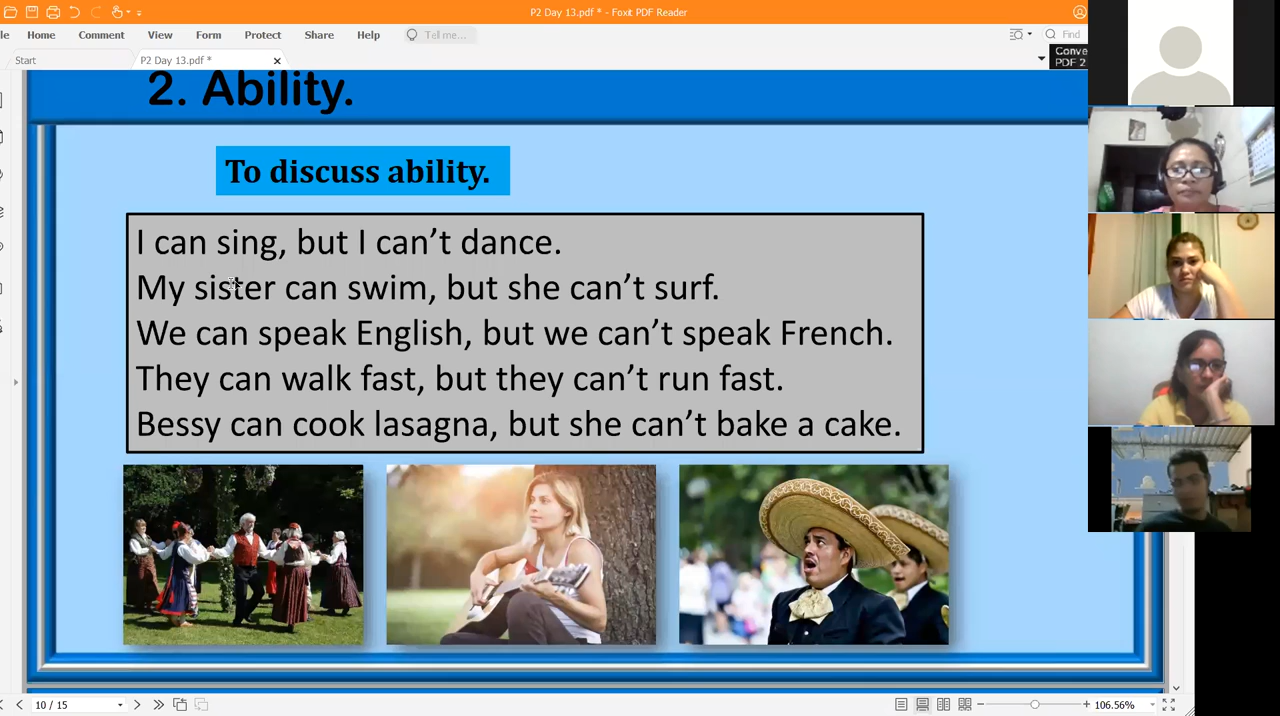 P2 Day 13.pdf * - Foxit PDF Reader
Home Comment View Form Protect Share Help Tell me... Find
Start P2 Day 13.pdf *
Conve
PDF 2
2. Ability.
To discuss ability.
I can sing, but I can’t dance.
My sister can swim, but she can’t surf.
We can speak English, but we can’t speak French.
They can walk fast, but they can’t run fast.
Bessy can cook lasagna, but she can’t bake a cake.
10 / 15 106.56%